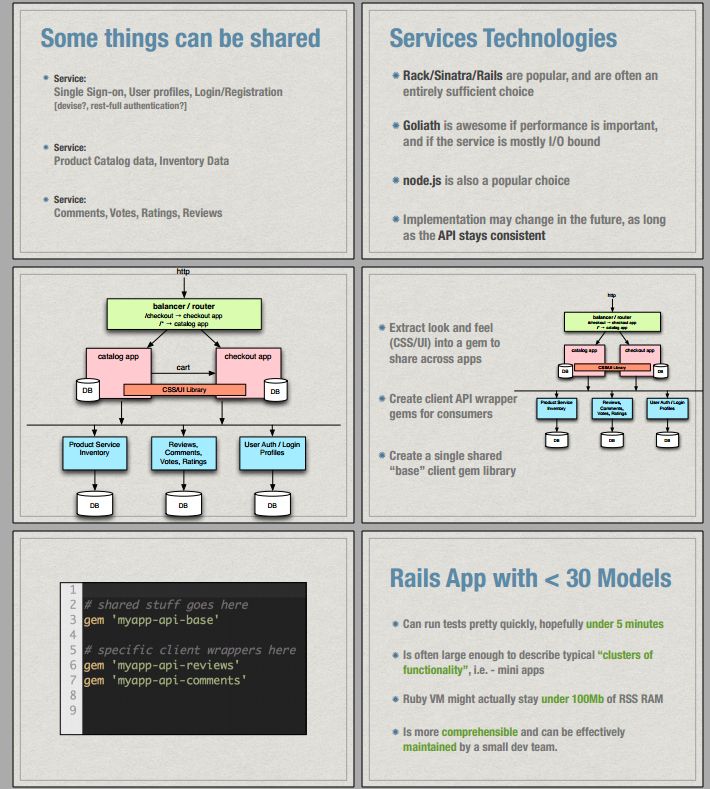 Some things can be shared
Service:
Single Sign-on, User profiles, Login/Registration
[devise?, rest-full authentication?]
Service:
Product Catalog data, Inventory Data
Service:
Comments, Votes, Ratings, Reviews
Services Technologies
Rack/Sinatra/Rails are popular, and are often an
entirely sufficient choice
Goliath is awesome if performance is important,
and if the service is mostly I/O bound
node.js is also a popular choice
Implementation may change in the future, as long
as the API stays consistent
http
balancer / router
/checkout → checkout app
/* → catalog app
catalog app
cart
checkout app
DB
DB
CSS/UI Library
Product Service
Inventory
Reviews,
Comments,
Votes, Ratings
User Auth / Login
Profiles
DB
DB
DB
Extract look and feel
(CSS/UI) into a gem to
share across apps
Create client API wrapper
gems for consumers
Create a single shared
“base” client gem library
http
balancer / router
/checkout → checkout app
/* → catalog app
catalog app
cart
checkout app
DB
DB
CSS/UI Library
Product Service
Inventory
Reviews,
Comments,
Votes, Ratings
User Auth / Login
Profiles
DB
DB
DB
1
2 # shared stuff goes here
3 gem 'myapp-api-base'
4
5 # specific client wrappers here
6 gem 'myapp-api-reviews'
7 gem 'myapp-api-comments'
8
9
Rails App with < 30 Models
Can run tests pretty quickly, hopefully under 5 minutes
Is often large enough to describe typical “clusters of
functionality”, i.e. - mini apps
Ruby VM might actually stay under 100Mb of RSS RAM
Is more comprehensible and can be effectively
maintained by a small dev team.